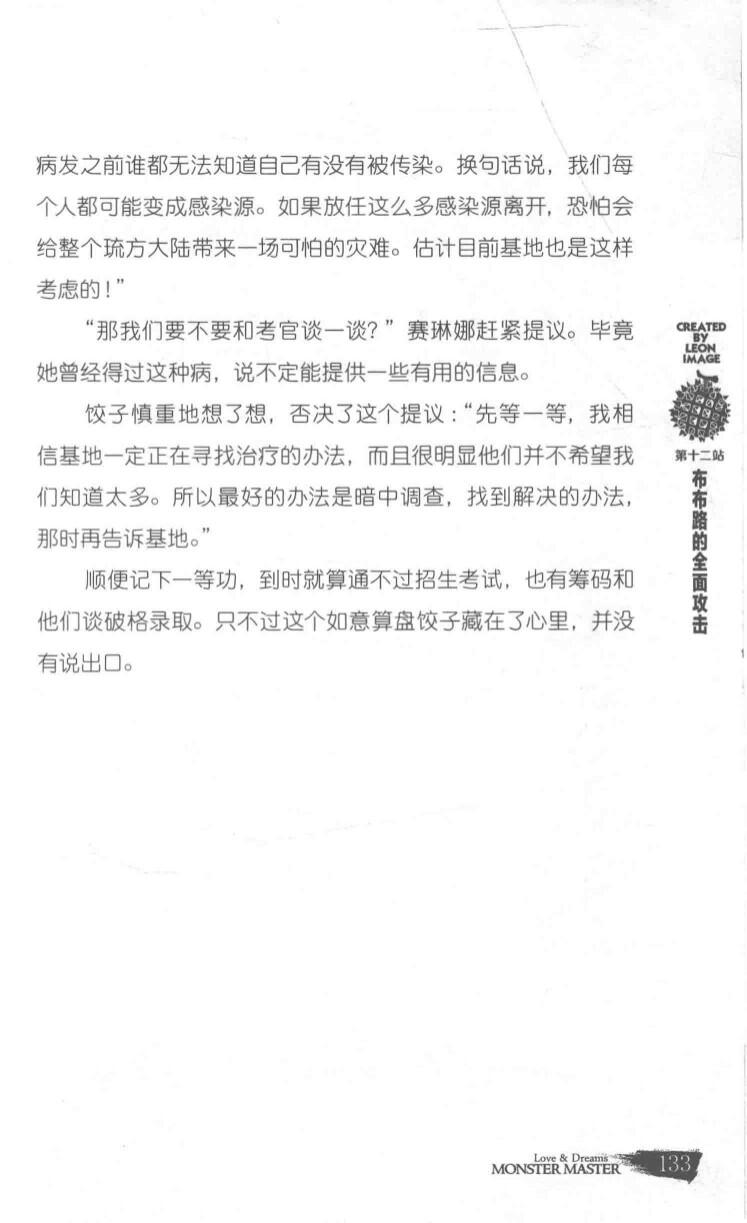 病发之前谁都无法知道自己有没有被传染。换句话说，我们每
个人都可能变成感染源。如果放任这么多感染源离开，恐怕会
给整个琉方大陆带来一场可怕的灾难。估计目前基地也是这样
考虑的！”
“那我们要不要和考官谈一谈？”赛琳娜赶紧提议。毕竟
她曾经得过这种病，说不定能提供一些有用的信息。
饺子慎重地想了想，否决了这个提议：“先等一等，我相
信基地一定正在寻找治疗的办法，而且很明显他们并不希望我
们知道太多。所以最好的办法是暗中调查，找到解决的办法，
那时再告诉基地。”
顺便记下一等功，到时就算通不过招生考试，也有筹码和
他们谈破格录取。只不过这个如意算盘饺子藏在了心里，并没
有说出口。
CREATED
BY
LEON
IMAGE
第十二站
布布路的全面攻击
Love & Dreams
MONSTER MASTER
133